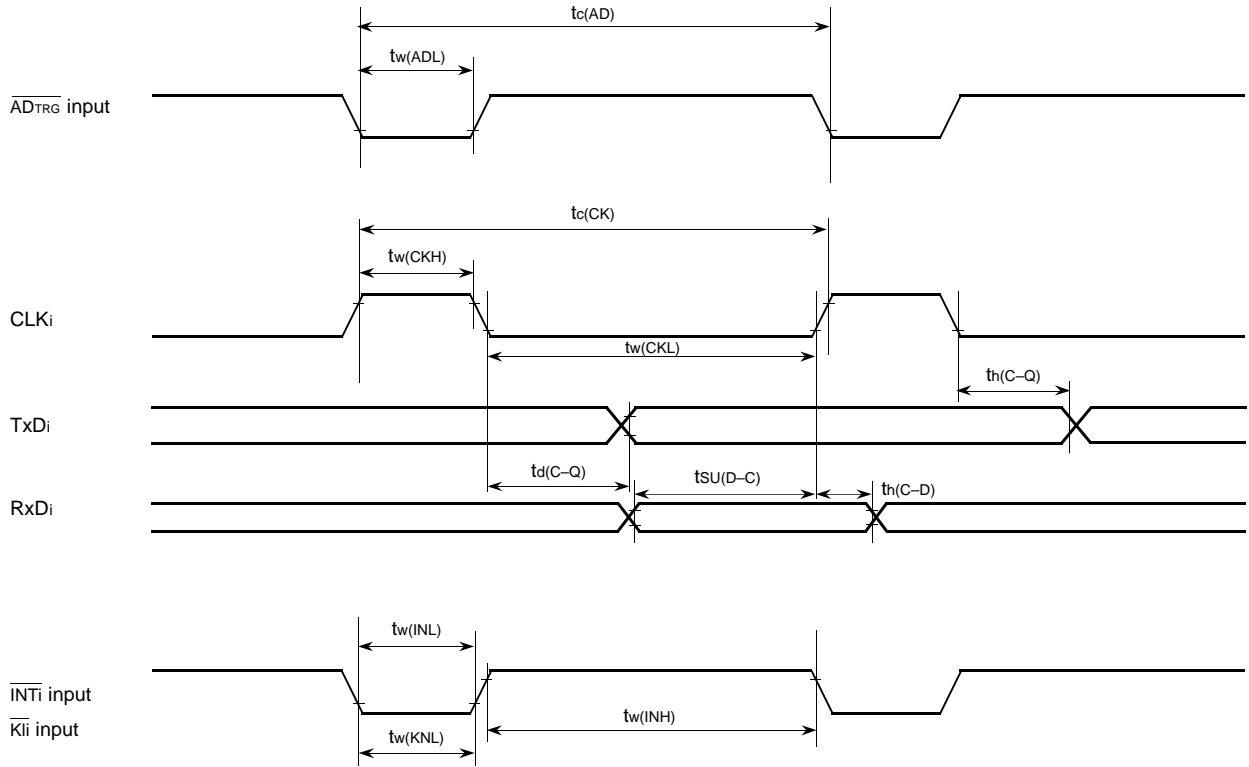 tc(AD)
tw(ADL)
ADTRG input
tc(CK)
tw(CKH)
CLKi
tw(CKL)
th(C–Q)
TxDi
td(C–Q)
tSU(D–C)
th(C–D)
RxDi
tw(INL)
INTi input
KIi input
tw(INH)
tw(KNL)